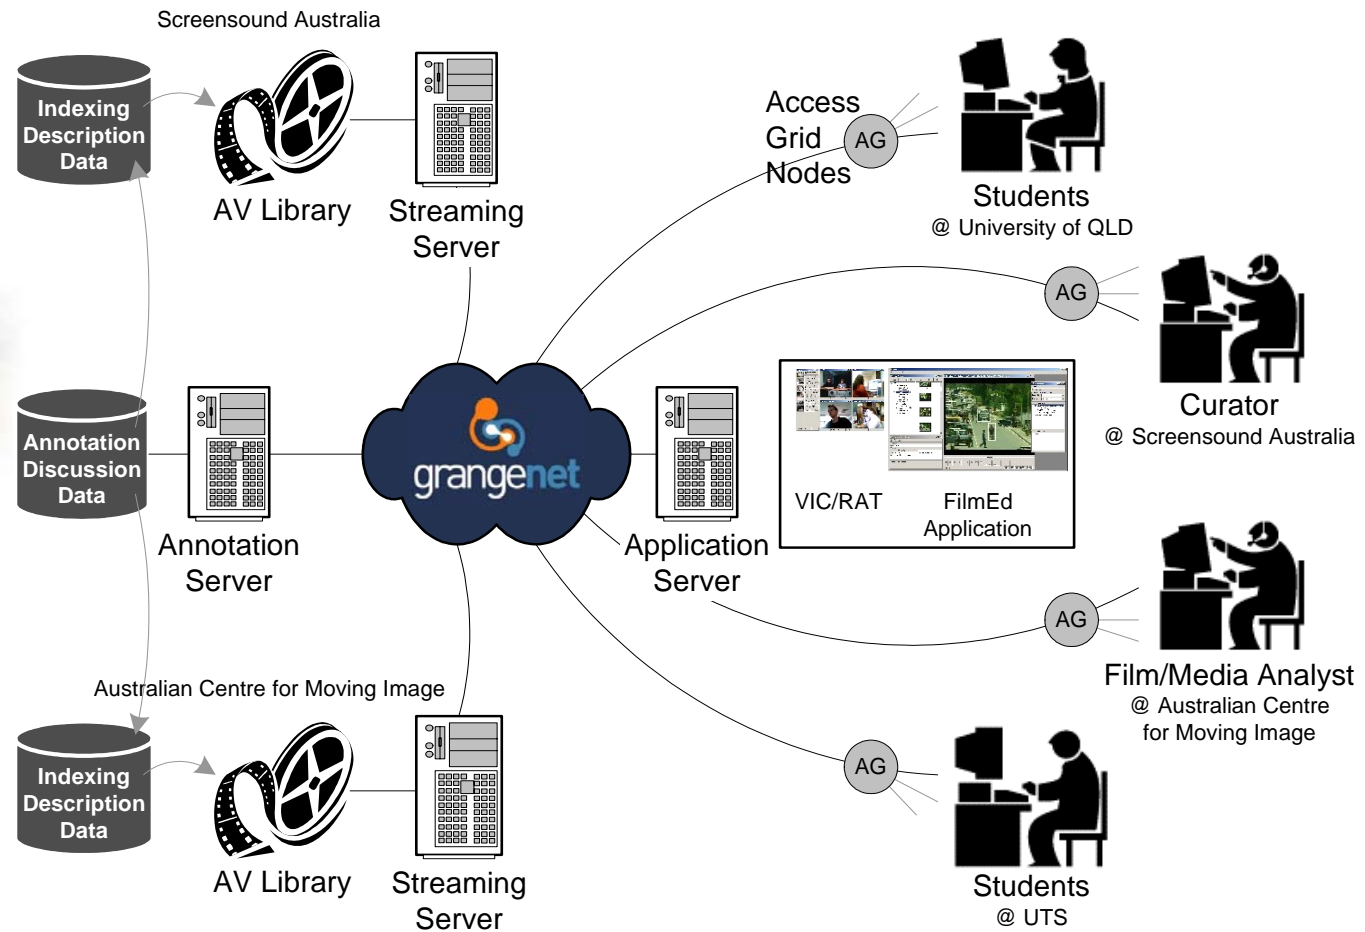 Screensound Australia
Indexing
Description
Data
AV Library
Streaming
Server
Access
Grid
Nodes
AG
Students
@ University of QLD
AG
Curator
@ Screensound Australia
Annotation
Discussion
Data
Annotation
Server
grangenet
Application
Server
VIC/RAT
FilmEd
Application
AG
Film/Media Analyst
@ Australian Centre
for Moving Image
Australian Centre for Moving Image
Indexing
Description
Data
AV Library
Streaming
Server
AG
Students
@ UTS